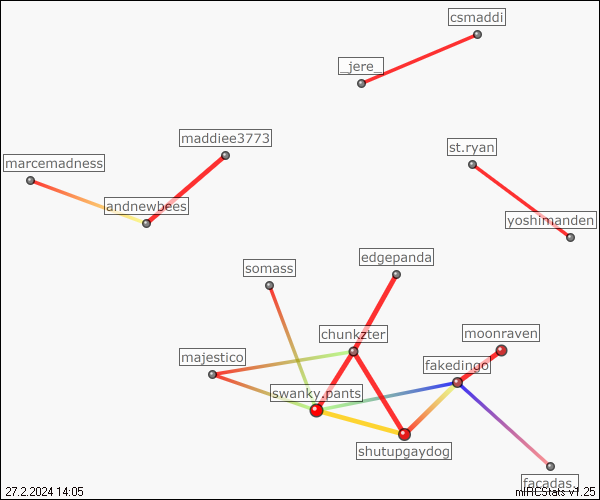 csmaddi
_jere_
maddiee3773
st.ryan
marcemadness
andnewbees
yoshimanden
edgepanda
somass
chunkzter
moonraven
majestico
fakedingo
swanky.pants
shutupgaydog
facadas.
27.2.2024 14:05
mIRCStats v1.25